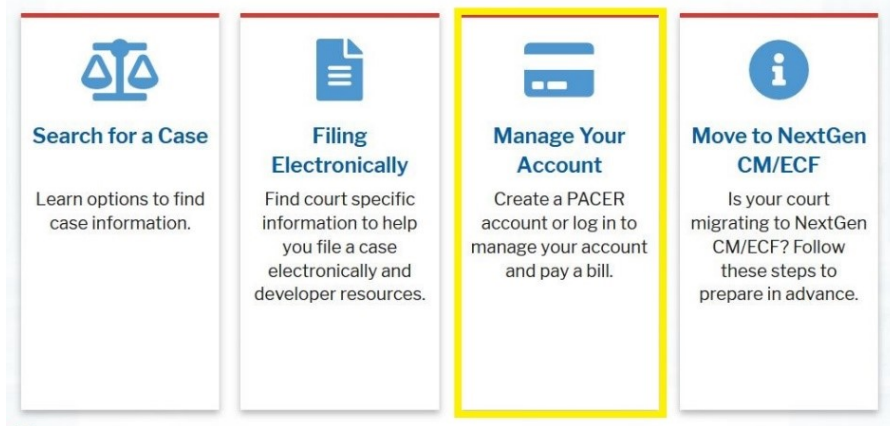 Search for a Case
Learn options to find
case information.
Filing
Electronically
Find court specific
information to help
you file a case
electronically and
developer resources.
Manage Your
Account
Create a PACER
account or log in to
manage your account
and pay a bill.
Move to NextGen
CM/ECF
Is your court
migrating to NextGen
CM/ECF? Follow
these steps to
prepare in advance.